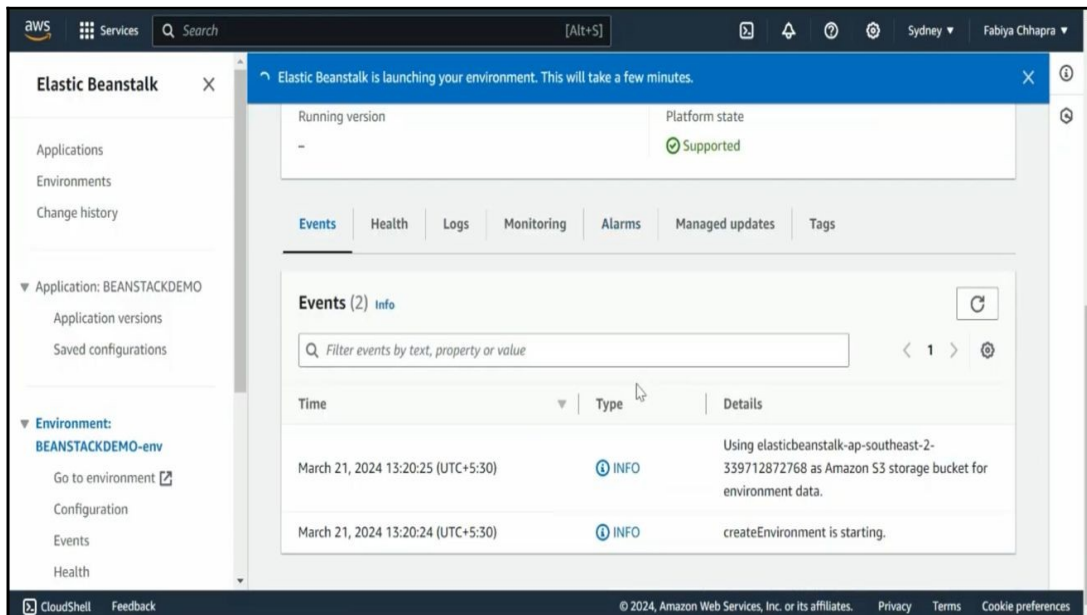 aws
Services
Search
[Alt+S]
Sydney ▼
Fabiya Chhapra ▼
Elastic Beanstalk
Applications
Environments
Change history
Application: BEANSTACKDEMO
Application versions
Saved configurations
Environment:
BEANSTACKDEMO-env
Go to environment
Configuration
Events
Health
Elastic Beanstalk is launching your environment. This will take a few minutes.
Running version
–
Platform state
Supported
Events
Health
Logs
Monitoring
Alarms
Managed updates
Tags
Events (2) Info
Filter events by text, property or value
1
Time
Type
Details
March 21, 2024 13:20:25 (UTC+5:30)
INFO
Using elasticbeanstalk-ap-southeast-2-
339712872768 as Amazon S3 storage bucket for
environment data.
March 21, 2024 13:20:24 (UTC+5:30)
INFO
createEnvironment is starting.
CloudShell
Feedback
© 2024, Amazon Web Services, Inc. or its affiliates.
Privacy
Terms
Cookie preferences